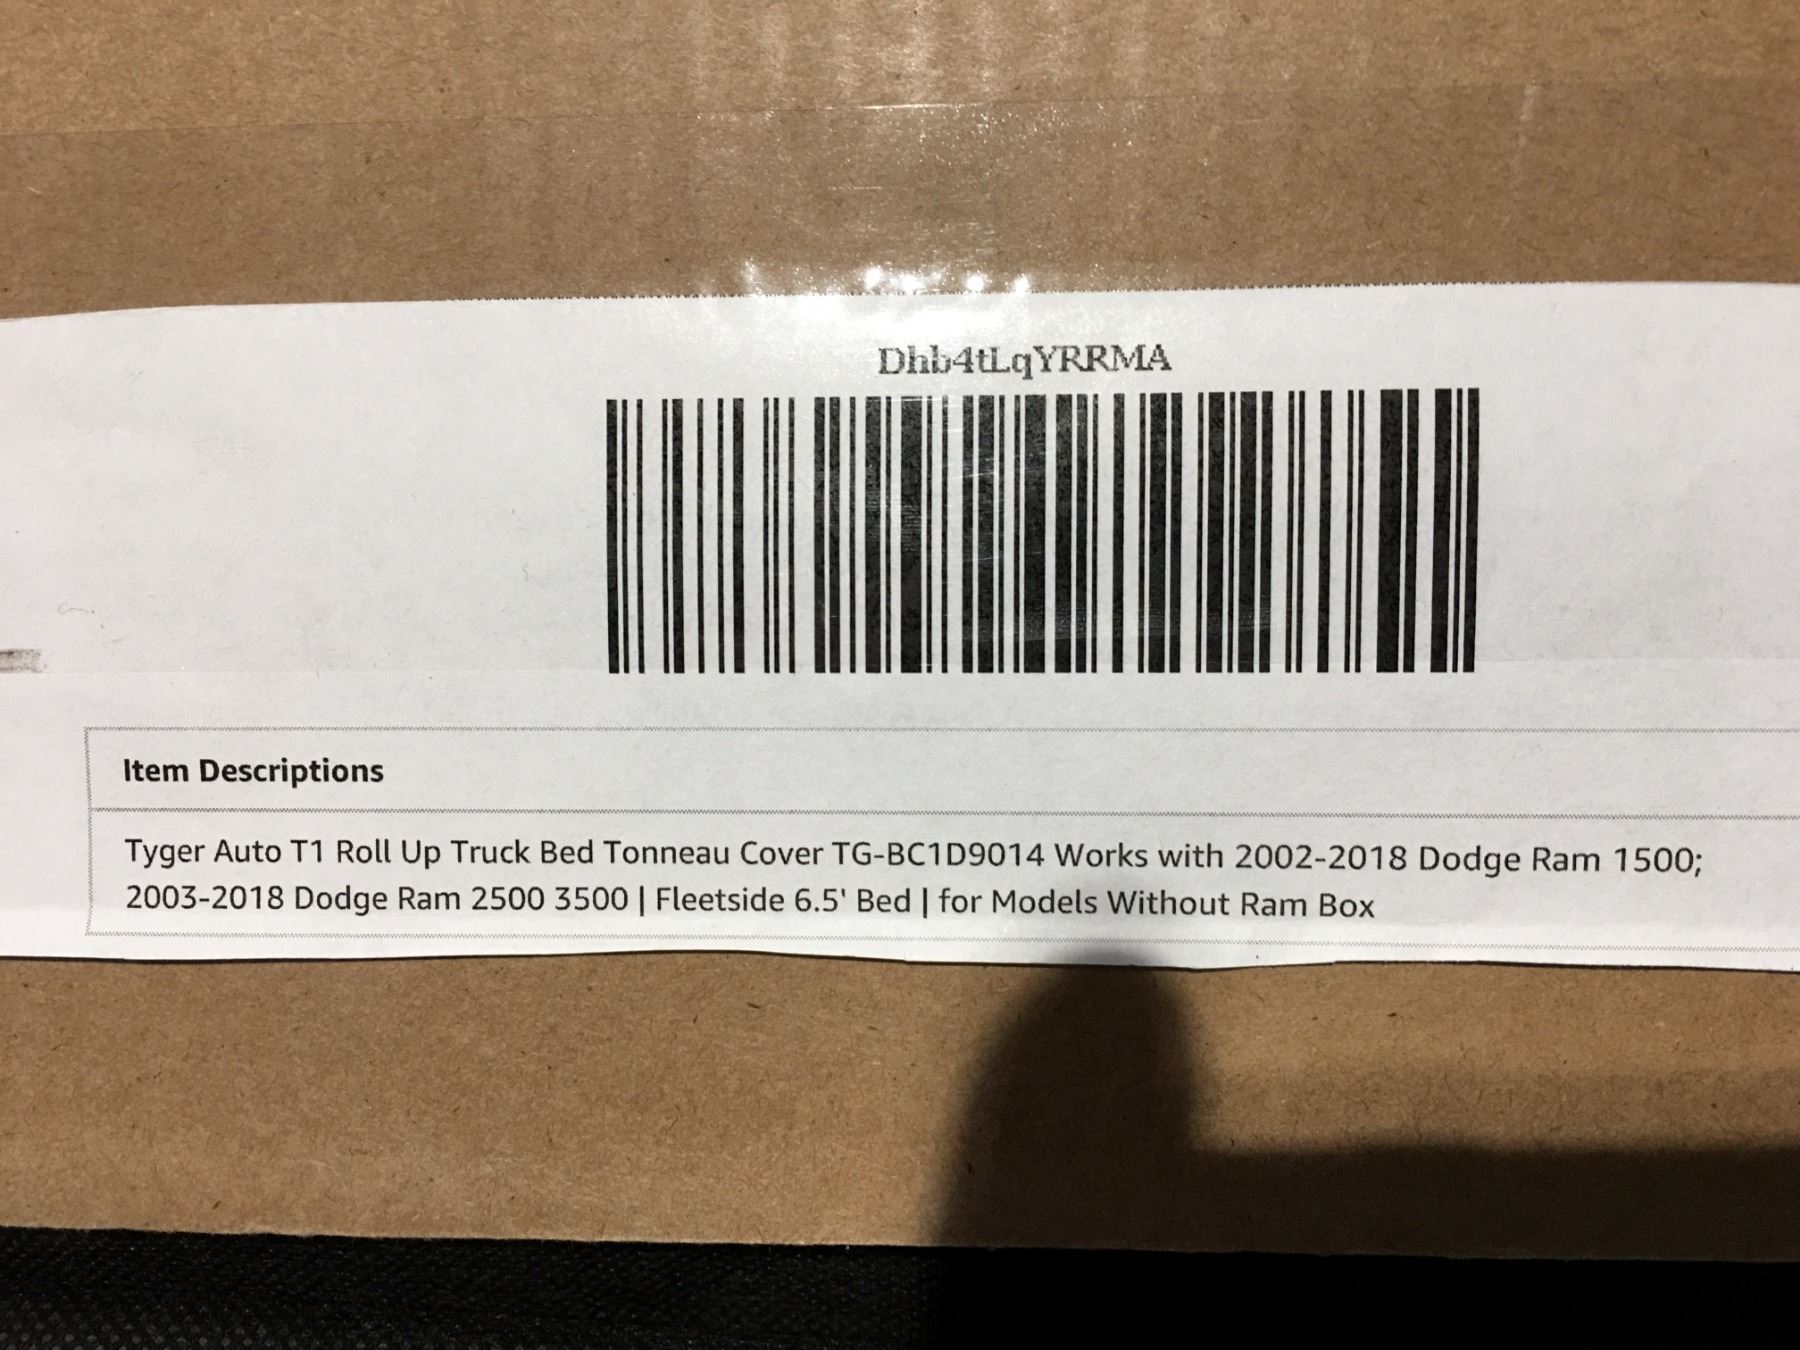 Dhb4tLqYRRMA
Item Descriptions
Tyger Auto T1 Roll Up Truck Bed Tonneau Cover TG-BC1D9014 Works with 2002-2018 Dodge Ram 1500;
2003-2018 Dodge Ram 2500 3500 | Fleetside 6.5' Bed | for Models Without Ram Box